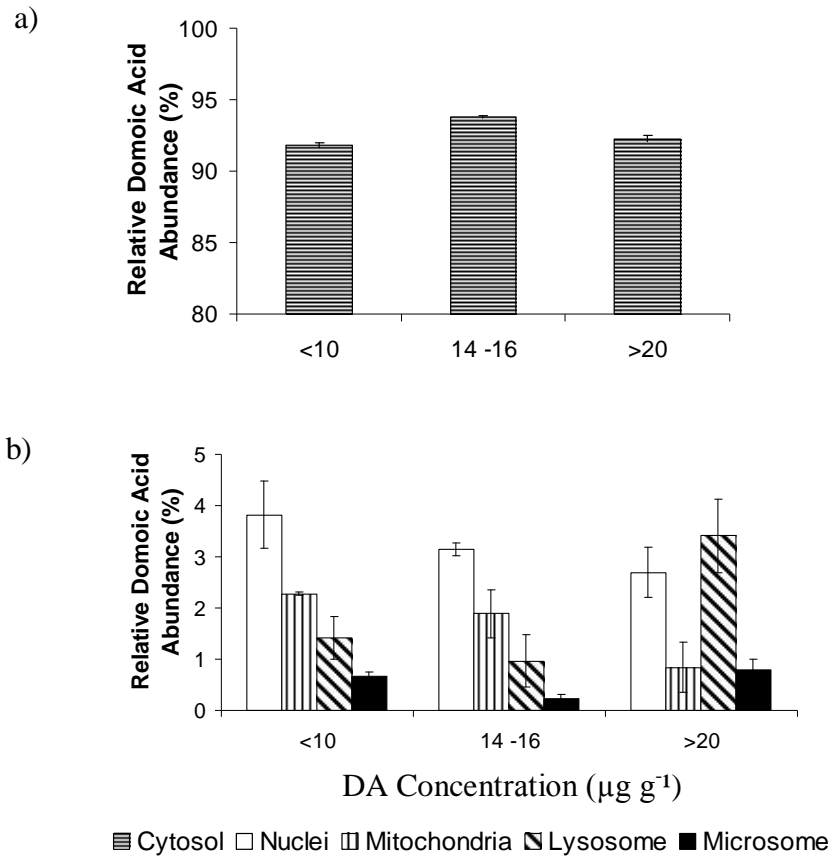 a)
Relative Domoic Acid
Abundance (%)
100
95
90
85
80
<10
14 -16
>20
b)
Relative Domoic Acid
Abundance (%)
5
4
3
2
1
0
<10
14 -16
>20
DA Concentration (µg g⁻¹)
Cytosol Nuclei Mitochondria Lysosome Microsome